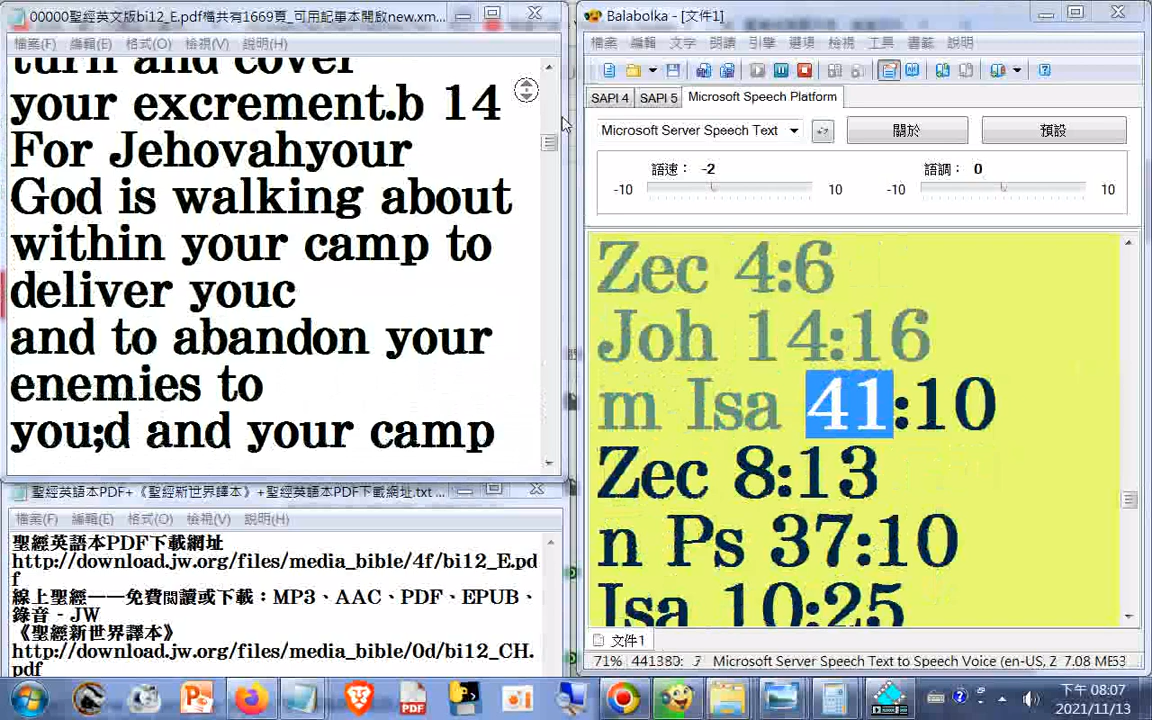 00000聖經英文版bi12_E.pdf檔共有1669頁_可用記事本開啟new.xm...
檔案(F) 編輯(E) 格式(O) 檢視(V) 說明(H)
turn and cover
your excrement.b 14
For Jehovahyour
God is walking about
within your camp to
deliver youc
and to abandon your
enemies to
you;d and your camp
聖經英語本PDF+《聖經新世界譯本》+聖經英語本PDF下載網址.txt ...
檔案(F) 編輯(E) 格式(O) 檢視(V) 說明(H)
聖經英語本PDF下載網址
http://download.jw.org/files/media_bible/4f/bi12_E.pd
f
線上聖經——免費閱讀或下載：MP3、AAC、PDF、EPUB、
錄音 - JW
《聖經新世界譯本》
http://download.jw.org/files/media_bible/0d/bi12_CH.
pdf
Balabolka - [文件1]
檔案 編輯 文字 朗讀 引擎 選項 檢視 工具 書籤 說明
SAPI 4 SAPI 5 Microsoft Speech Platform
Microsoft Server Speech Text 關於 預設
語速： -2 語調： 0
-10 10 -10 10
Zec 4:6
Joh 14:16
m Isa 41:10
Zec 8:13
n Ps 37:10
Isa 10:25
文件1
71% Microsoft Server Speech Text to Speech Voice (en-US, Z 7.08 ME
下午 08:07
2021/11/13